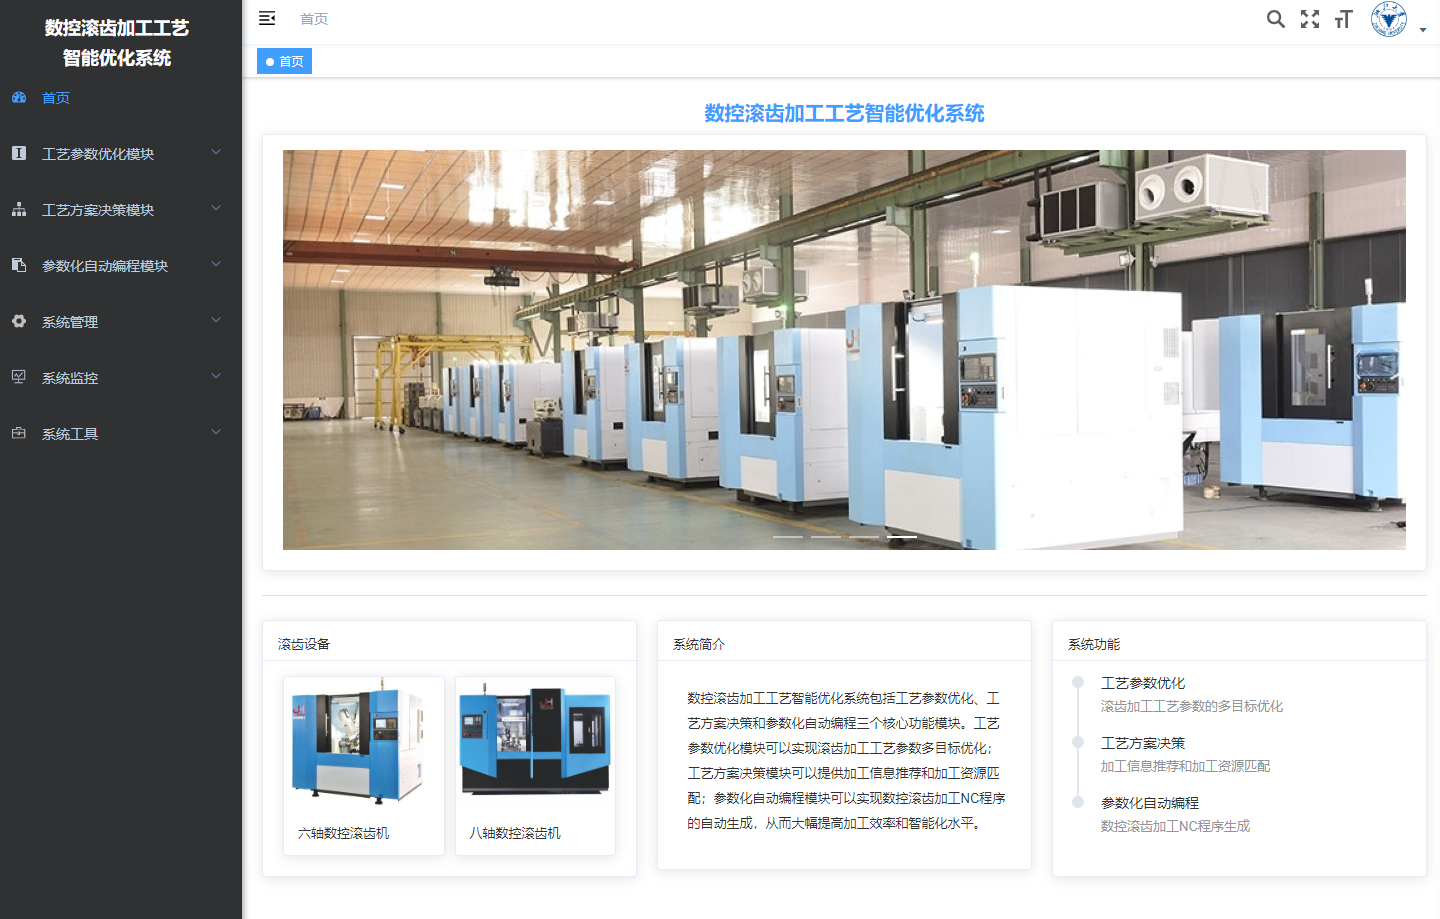 数控滚齿加工工艺
智能优化系统
首页
工艺参数优化模块
工艺方案决策模块
参数化自动编程模块
系统管理
系统监控
系统工具
首页
首页
数控滚齿加工工艺智能优化系统
滚齿设备
六轴数控滚齿机
八轴数控滚齿机
系统简介
数控滚齿加工工艺智能优化系统包括工艺参数优化、工
艺方案决策和参数化自动编程三个核心功能模块。工艺
参数优化模块可以实现滚齿加工工艺参数多目标优化；
工艺方案决策模块可以提供加工信息推荐和加工资源匹
配；参数化自动编程模块可以实现数控滚齿加工NC程序
的自动生成，从而大幅提高加工效率和智能化水平。
系统功能
工艺参数优化
滚齿加工工艺参数的多目标优化
工艺方案决策
加工信息推荐和加工资源匹配
参数化自动编程
数控滚齿加工NC程序生成